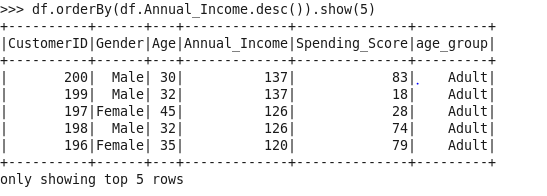 >>> df.orderBy(df.Annual_Income.desc()).show(5)
+----------+------+---+-------------+--------------+---------+
|CustomerID|Gender|Age|Annual_Income|Spending_Score|age_group|
+----------+------+---+-------------+--------------+---------+
|       200|  Male| 30|          137|            83|    Adult|
|       199|  Male| 32|          137|            18|    Adult|
|       197|Female| 45|          126|            28|    Adult|
|       198|  Male| 32|          126|            74|    Adult|
|       196|Female| 35|          120|            79|    Adult|
+----------+------+---+-------------+--------------+---------+
only showing top 5 rows